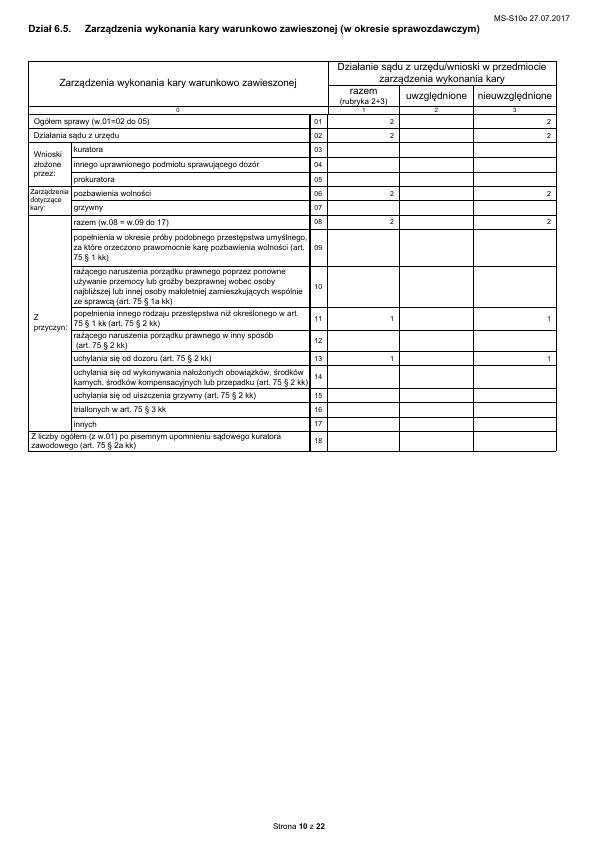 MS-S10o 27.07.2017
Dział 6.5. Zarządzenia wykonania kary warunkowo zawieszonej (w okresie sprawozdawczym)
Zarządzenia wykonania kary warunkowo zawieszonej
Działanie sądu z urzędu/wnioski w przedmiocie
zarządzenia wykonania kary
razem
(rubryka 2+3)
uwzględnione
nieuwzględnione
0 1 2 3
Ogółem sprawy (w.01=02 do 05) 01 2 2
Działania sądu z urzędu 02 2 2
Wnioski
złożone
przez:
kuratora 03
innego uprawnionego podmiotu sprawującego dozór 04
prokuratora 05
Zarządzenia
dotyczące
kary:
pozbawienia wolności 06 2 2
grzywny 07
Z
przyczyn:
razem (w.08 = w.09 do 17) 08 2 2
popełnienia w okresie próby podobnego przestępstwa umyślnego,
za które orzeczono prawomocnie karę pozbawienia wolności (art.
75 § 1 kk)
09
rażącego naruszenia porządku prawnego poprzez ponowne
używanie przemocy lub groźby bezprawnej wobec osoby
najbliższej lub innej osoby małoletniej zamieszkujących wspólnie
ze sprawcą (art. 75 § 1a kk)
10
popełnienia innego rodzaju przestępstwa niż określonego w art.
75 § 1 kk (art. 75 § 2 kk)
11 1 1
rażącego naruszenia porządku prawnego w inny sposób
(art. 75 § 2 kk)
12
uchylania się od dozoru (art. 75 § 2 kk) 13 1 1
uchylania się od wykonywania nałożonych obowiązków, środków
karnych, środków kompensacyjnych lub przepadku (art. 75 § 2 kk)
14
uchylania się od uiszczenia grzywny (art. 75 § 2 kk) 15
triallonych w art. 75 § 3 kk 16
innych 17
Z liczby ogółem (z w.01) po pisemnym upomnieniu sądowego kuratora
zawodowego (art. 75 § 2a kk)
18
Strona 10 z 22